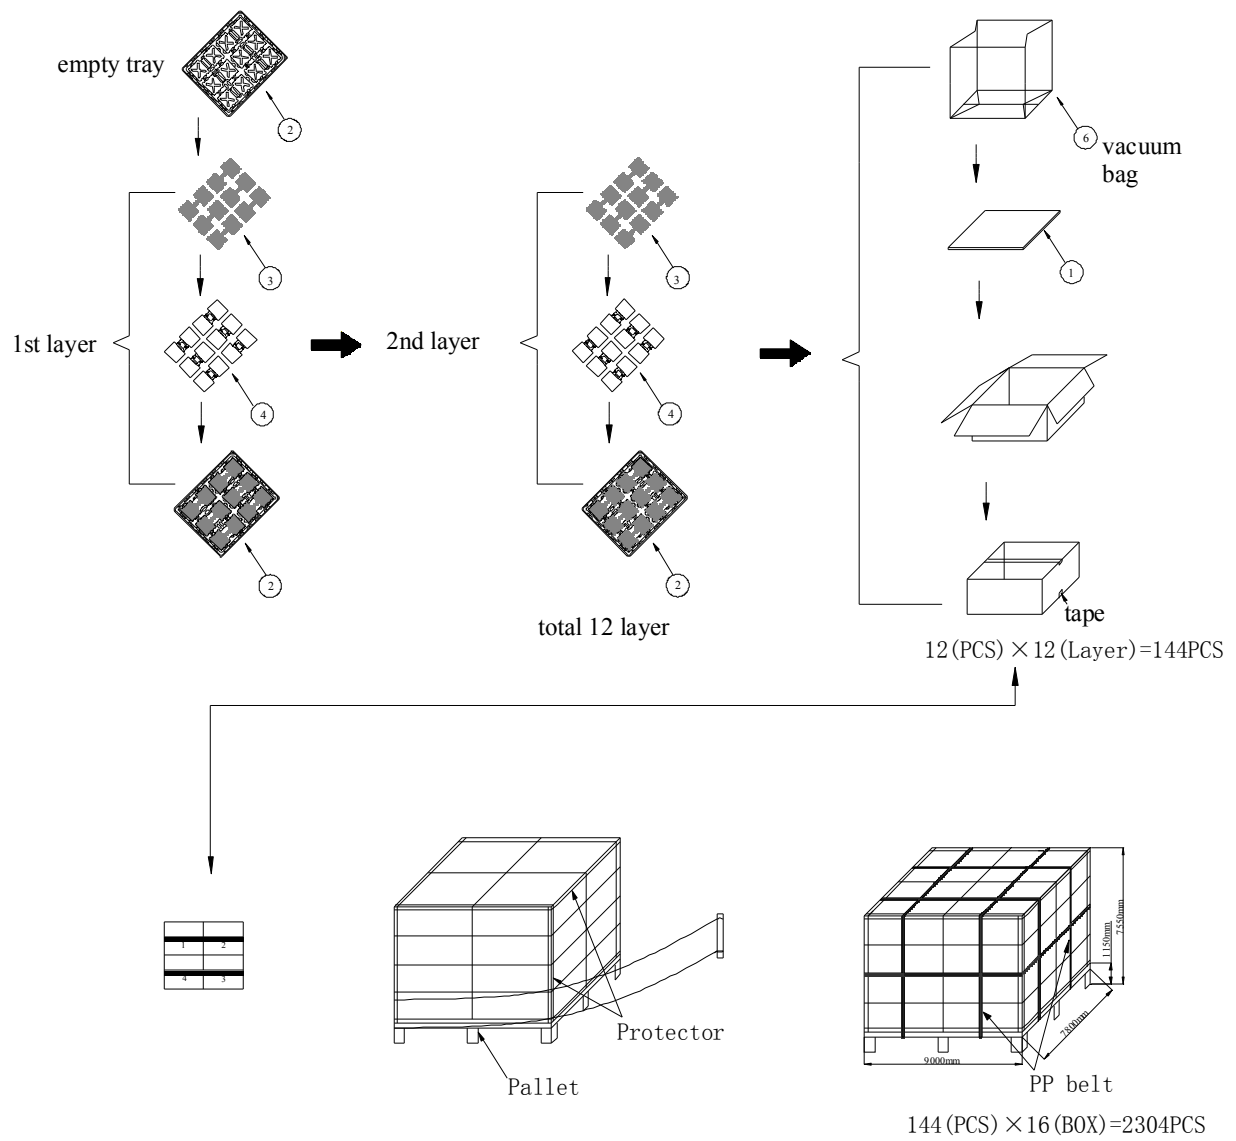 empty tray
2
3
1st layer
4
2
3
2nd layer
4
2
total 12 layer
6
vacuum
bag
1
tape
12(PCS)×12(Layer)=144PCS
1 2
4 3
Protector
Pallet
7550mm
1150mm
7800mm
9000mm
PP belt
144(PCS)×16(BOX)=2304PCS